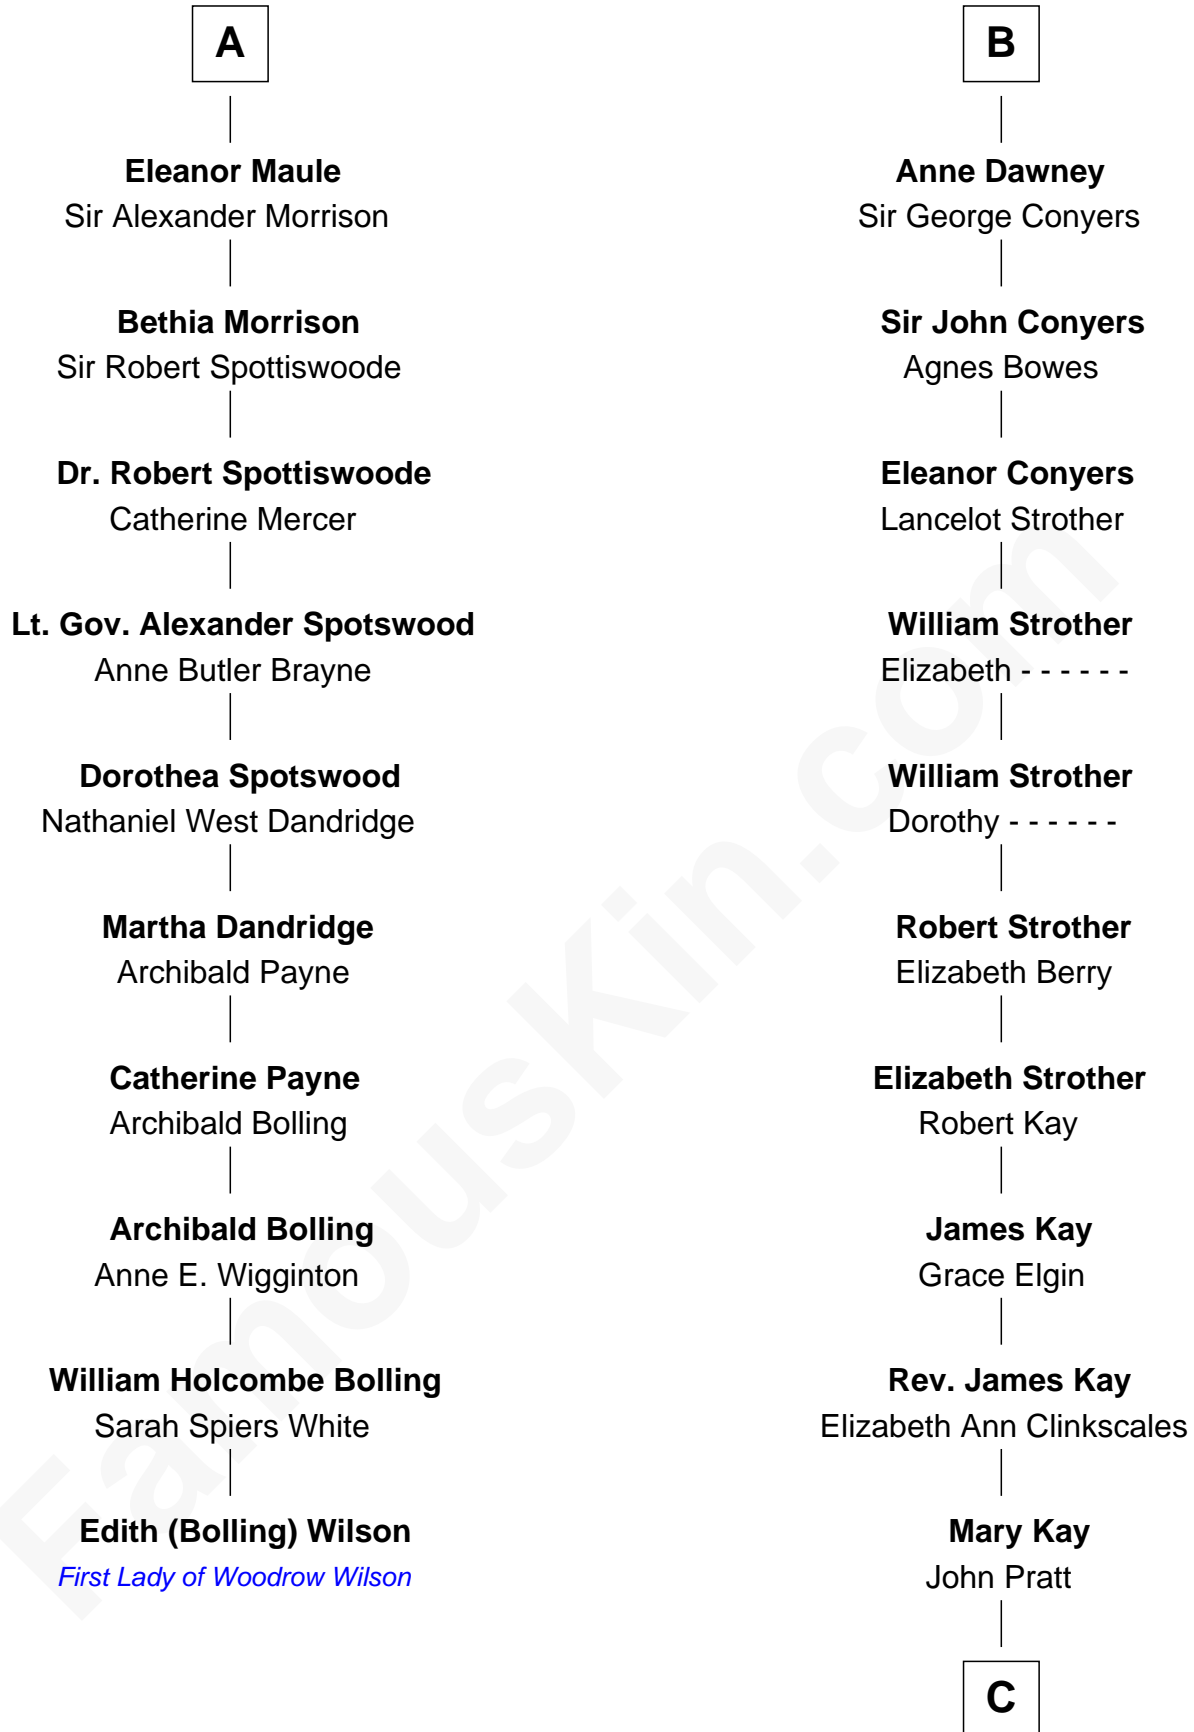 A
Eleanor Maule
Sir Alexander Morrison
Bethia Morrison
Sir Robert Spottiswoode
Dr. Robert Spottiswoode
Catherine Mercer
Lt. Gov. Alexander Spotswood
Anne Butler Brayne
Dorothea Spotswood
Nathaniel West Dandridge
Martha Dandridge
Archibald Payne
Catherine Payne
Archibald Bolling
Archibald Bolling
Anne E. Wigginton
William Holcombe Bolling
Sarah Spiers White
Edith (Bolling) Wilson
First Lady of Woodrow Wilson
B
Anne Dawney
Sir George Conyers
Sir John Conyers
Agnes Bowes
Eleanor Conyers
Lancelot Strother
William Strother
Elizabeth - - - - - -
William Strother
Dorothy - - - - - -
Robert Strother
Elizabeth Berry
Elizabeth Strother
Robert Kay
James Kay
Grace Elgin
Rev. James Kay
Elizabeth Ann Clinkscales
Mary Kay
John Pratt
C
FamousKin.com